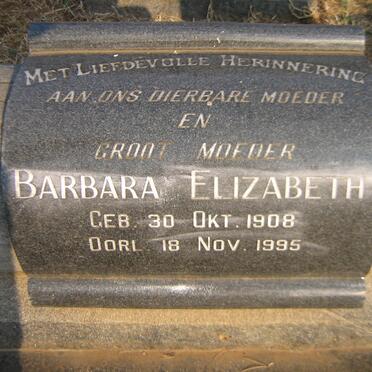 MET LIEFDEVOLLE HERINNERING
AAN ONS DIERBARE MOEDER
EN
GROOT MOEDER
BARBARA ELIZABETH
GEB. 30 OKT. 1908
OORL. 18 NOV. 1995